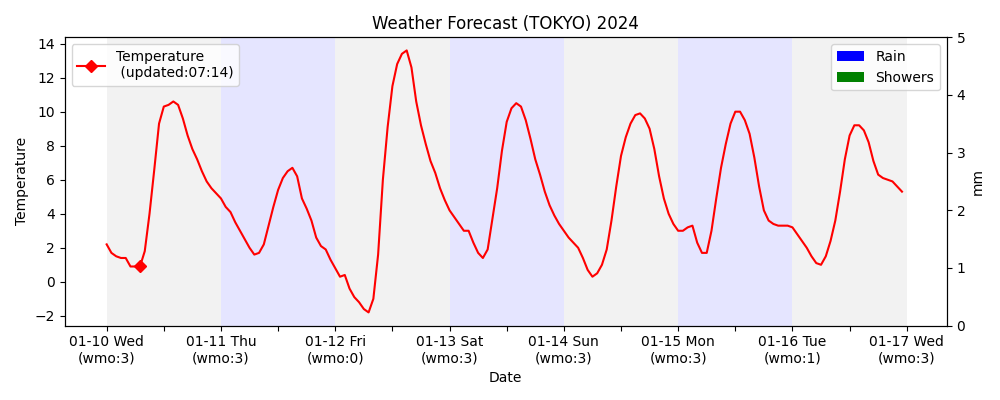 Weather Forecast (TOKYO) 2024
Temperature
(updated:07:14)
Rain
Showers
14
12
10
8
6
4
2
0
−2
Temperature
5
4
3
2
1
0
mm
01-10 Wed
(wmo:3)
01-11 Thu
(wmo:3)
01-12 Fri
(wmo:0)
01-13 Sat
(wmo:3)
01-14 Sun
(wmo:3)
01-15 Mon
(wmo:3)
01-16 Tue
(wmo:1)
01-17 Wed
(wmo:3)
Date